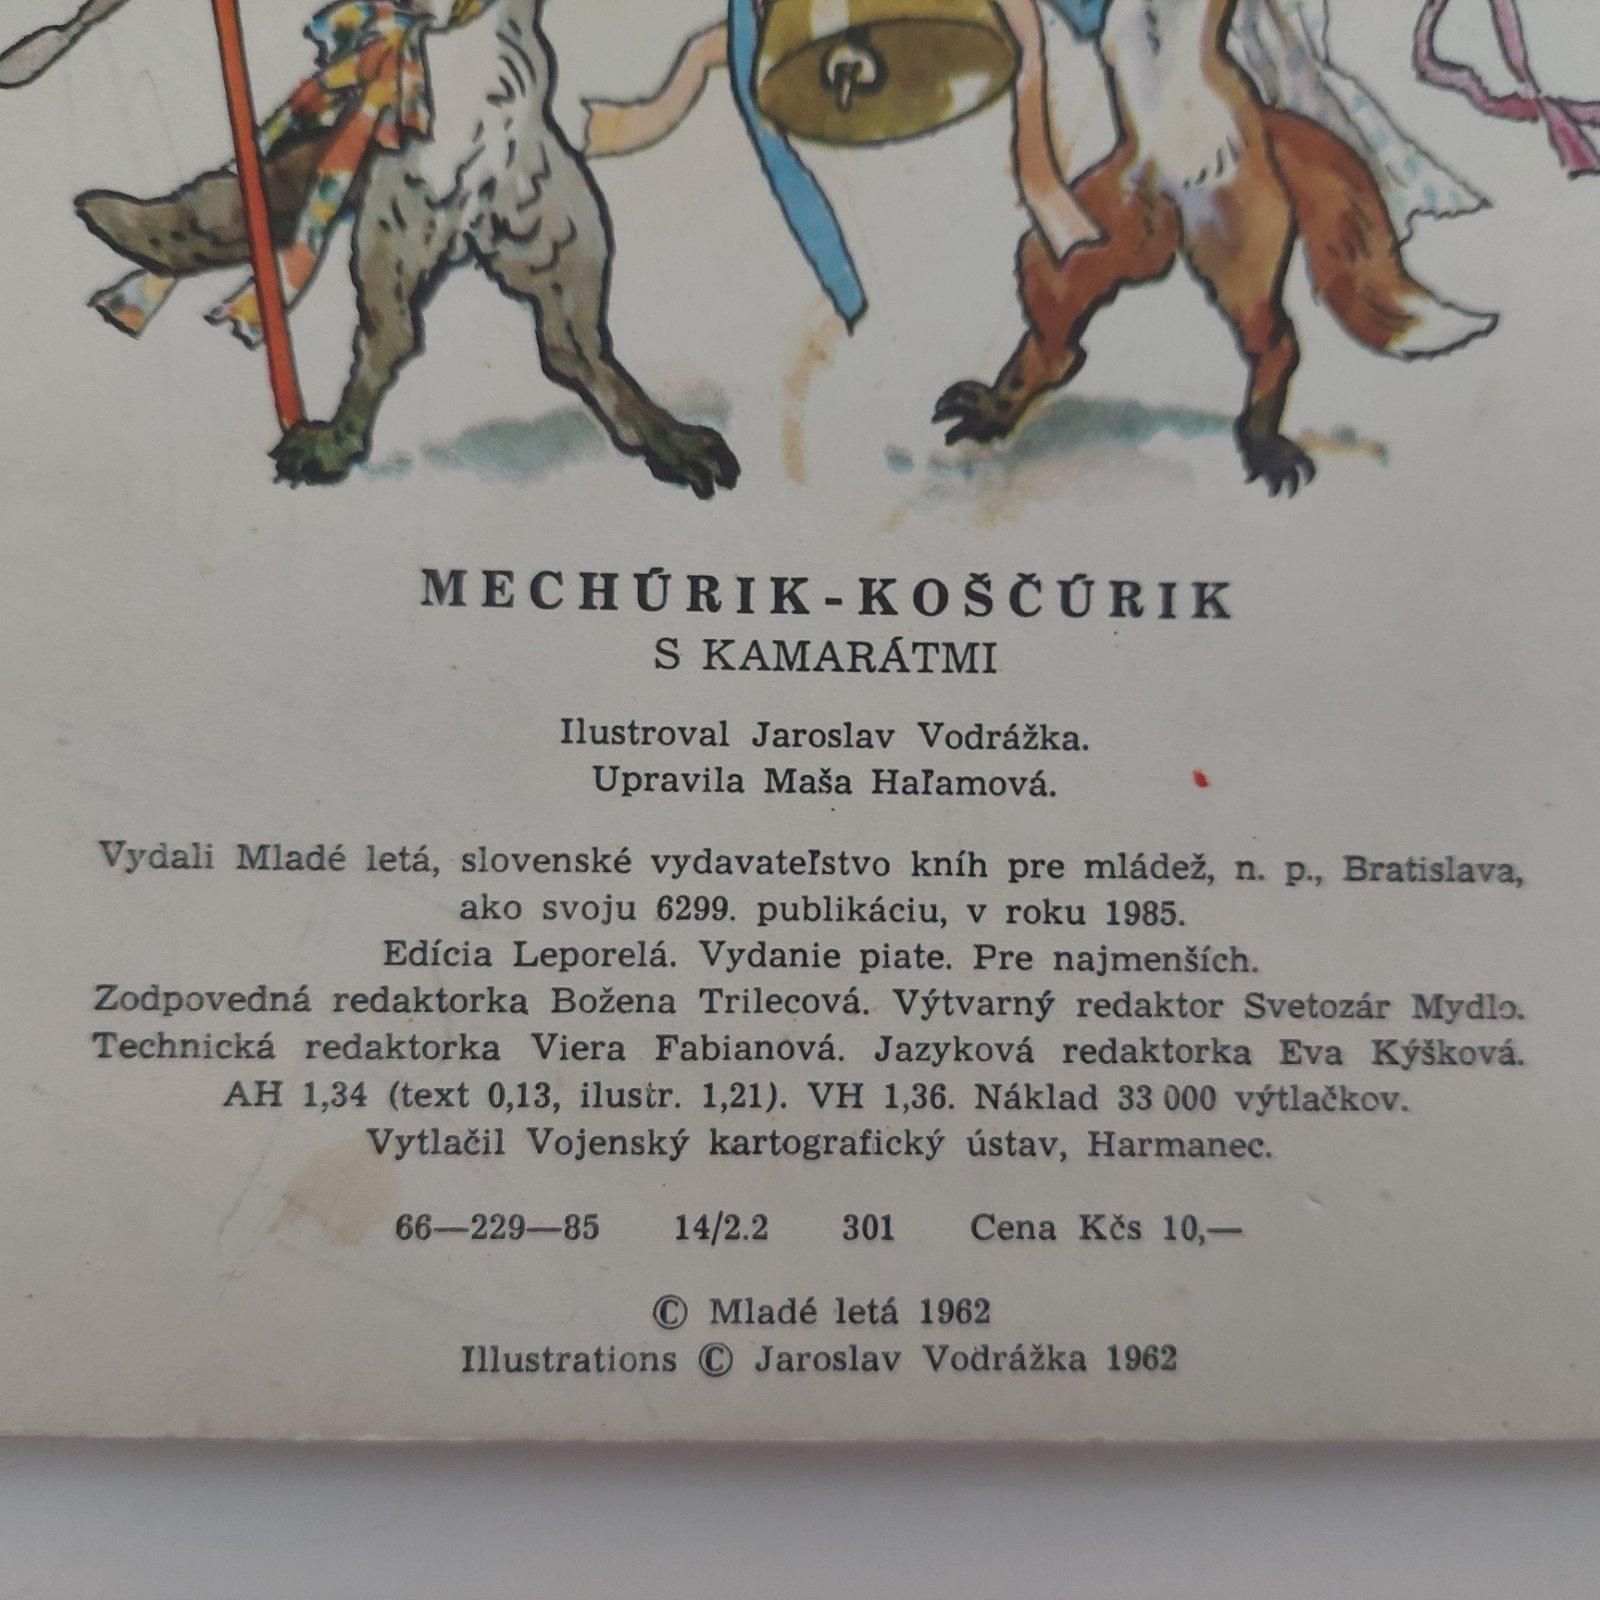 MECHÚRIK-KOŠČÚRIK
S KAMARÁTMI
Ilustroval Jaroslav Vodrážka.
Upravila Maša Haľamová.
Vydali Mladé letá, slovenské vydavateľstvo kníh pre mládež, n. p., Bratislava,
ako svoju 6299. publikáciu, v roku 1985.
Edícia Leporelá. Vydanie piate. Pre najmenších.
Zodpovedná redaktorka Božena Trilecová. Výtvarný redaktor Svetozár Mydlo.
Technická redaktorka Viera Fabianová. Jazyková redaktorka Eva Kýšková.
AH 1,34 (text 0,13, ilustr. 1,21). VH 1,36. Náklad 33 000 výtlačkov.
Vytlačil Vojenský kartografický ústav, Harmanec.
66—229—85 14/2.2 301 Cena Kčs 10,—
© Mladé letá 1962
Illustrations © Jaroslav Vodrážka 1962